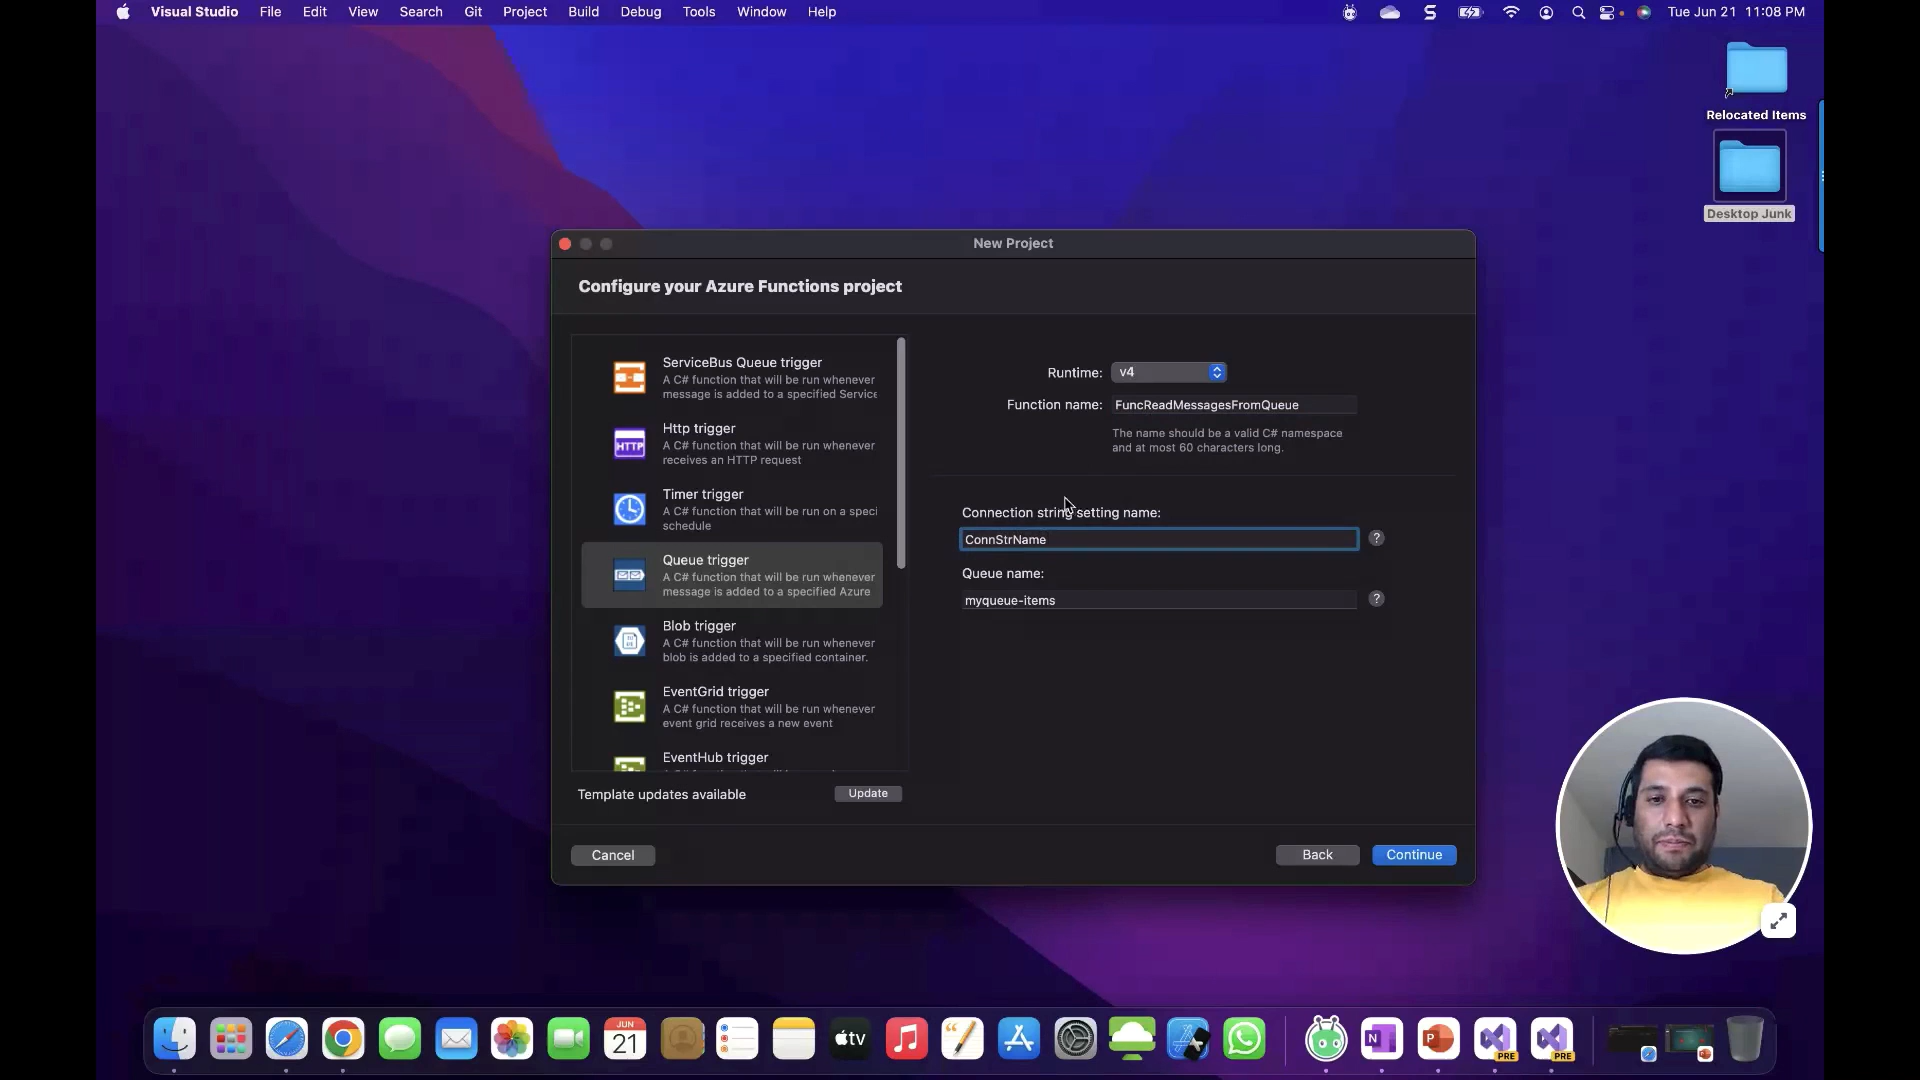 Visual Studio File Edit View Search Git Project Build Debug Tools Window Help
Tue Jun 21 11:08 PM
Relocated Items
Desktop Junk
New Project
Configure your Azure Functions project
ServiceBus Queue trigger
A C# function that will be run whenever
message is added to a specified Service
Http trigger
A C# function that will be run whenever
receives an HTTP request
HTTP
Timer trigger
A C# function that will be run on a speci
schedule
Queue trigger
A C# function that will be run whenever
message is added to a specified Azure
Blob trigger
A C# function that will be run whenever
blob is added to a specified container.
EventGrid trigger
A C# function that will be run whenever
event grid receives a new event
EventHub trigger
Template updates available
Update
Runtime: v4
Function name: FuncReadMessagesFromQueue
The name should be a valid C# namespace
and at most 60 characters long.
Connection string setting name:
ConnStrName
?
Queue name:
myqueue-items
?
Cancel
Back
Continue
JUN
21
tv
N
P
PRE
PRE